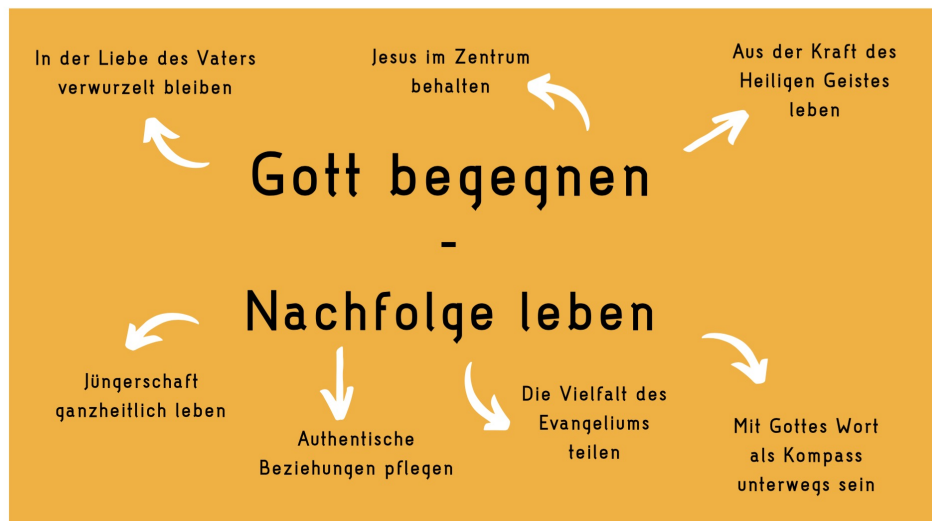 In der Liebe des Vaters
verwurzelt bleiben
Jesus im Zentrum
behalten
Aus der Kraft des
Heiligen Geistes
leben
Gott begegnen
-
Nachfolge leben
Jüngerschaft
ganzheitlich leben
Authentische
Beziehungen pflegen
Die Vielfalt des
Evangeliums
teilen
Mit Gottes Wort
als Kompass
unterwegs sein